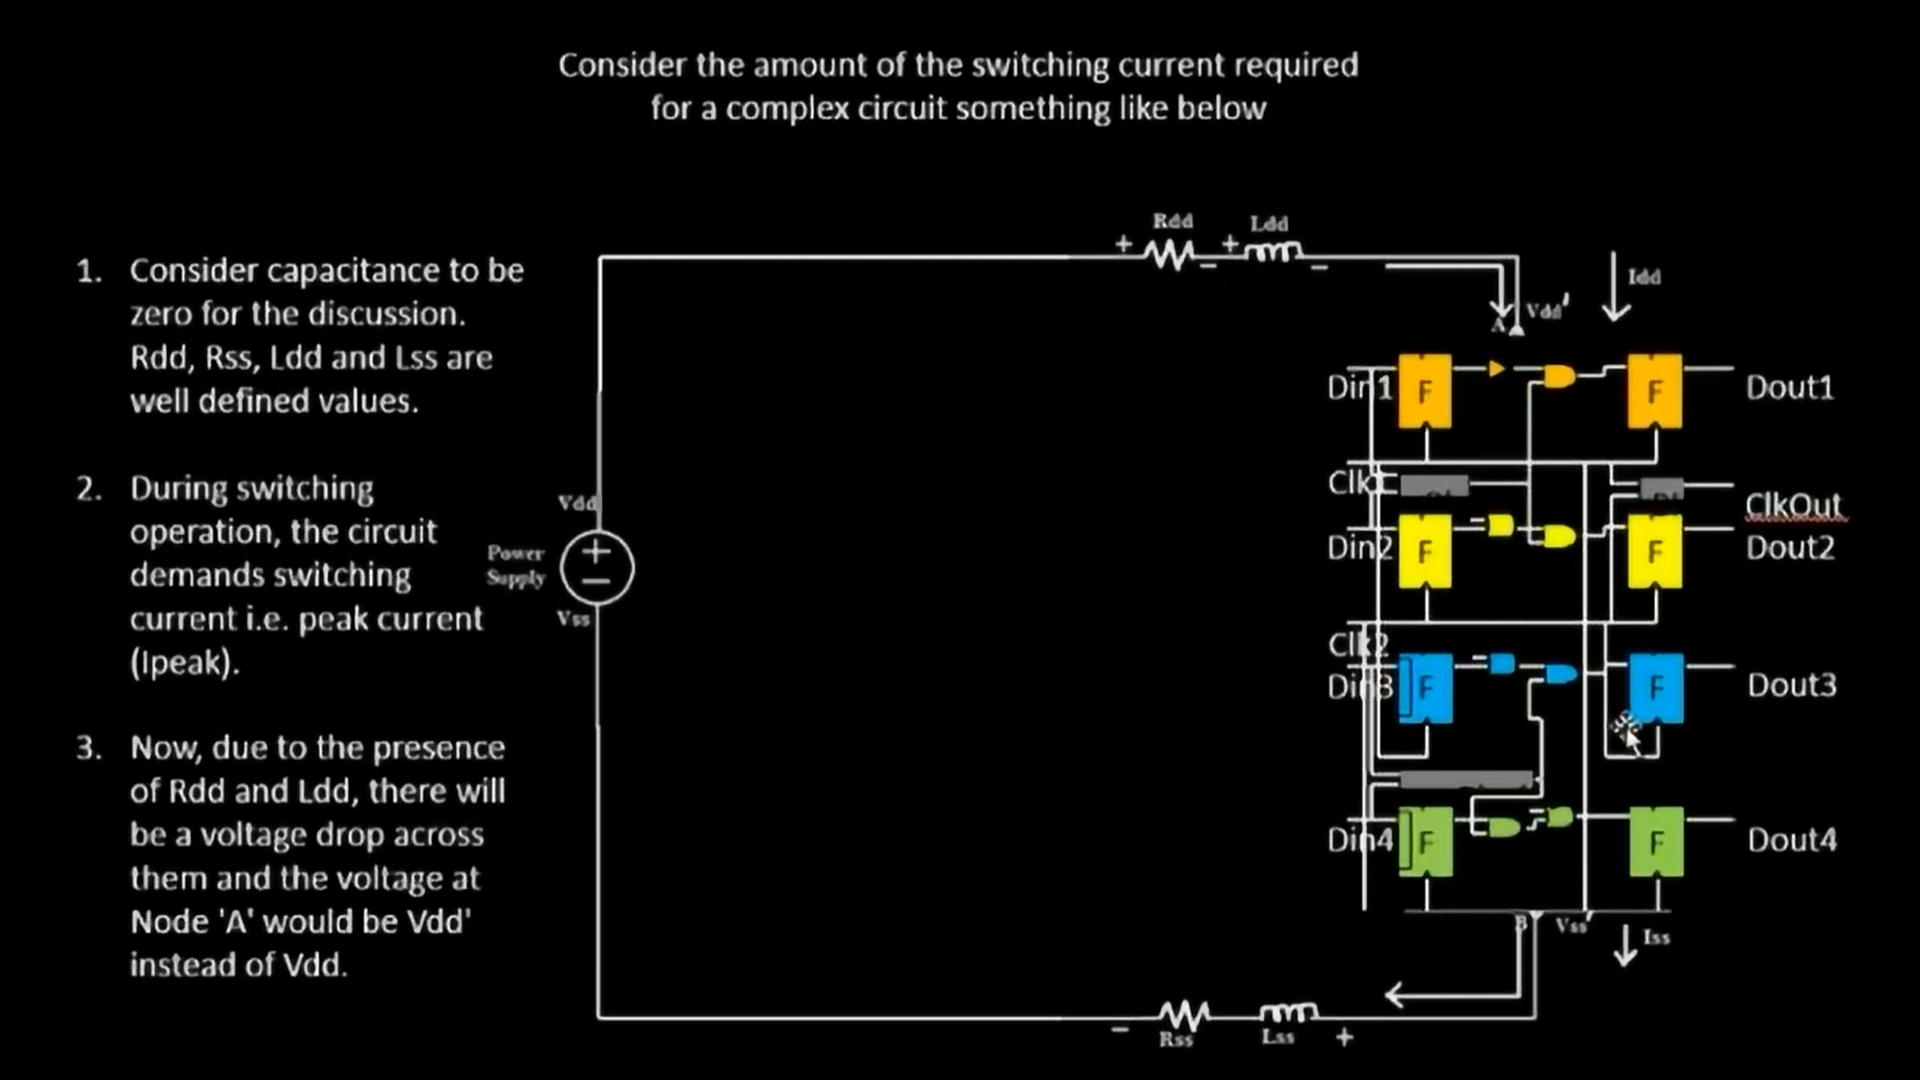 Consider the amount of the switching current required
for a complex circuit something like below
1. Consider capacitance to be
zero for the discussion.
Rdd, Rss, Ldd and Lss are
well defined values.
2. During switching
operation, the circuit
demands switching
current i.e. peak current
(Ipeak).
3. Now, due to the presence
of Rdd and Ldd, there will
be a voltage drop across
them and the voltage at
Node 'A' would be Vdd'
instead of Vdd.
Vdd
Power
Supply
+
−
Vss
+ Rdd − + Ldd −
A Vdd'
Idd
Din1 F F Dout1
Clk1 ClkOut
Din2 F F Dout2
Clk2
Din3 F F Dout3
Din4 F F Dout4
B Vss'
Iss
− Rss Lss +